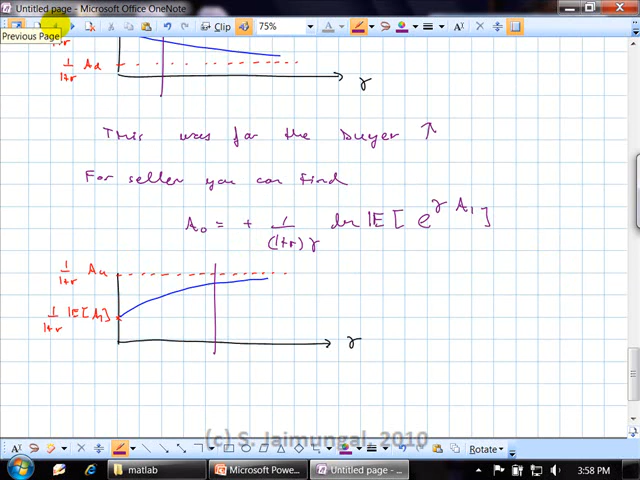 Untitled page - Microsoft Office OneNote
Clip
75%
Previous Page
1/(1+r) A_d
γ
This was for the Buyer ↑
For seller you can find
A_0 = + 1/((1+r)γ) ln 𝔼[ e^{γ A_1} ]
1/(1+r) A_u
1/(1+r) 𝔼[A_1]
γ
(c) S. Jaimungal, 2010
Rotate
matlab
Microsoft Powe...
Untitled page - ...
3:58 PM